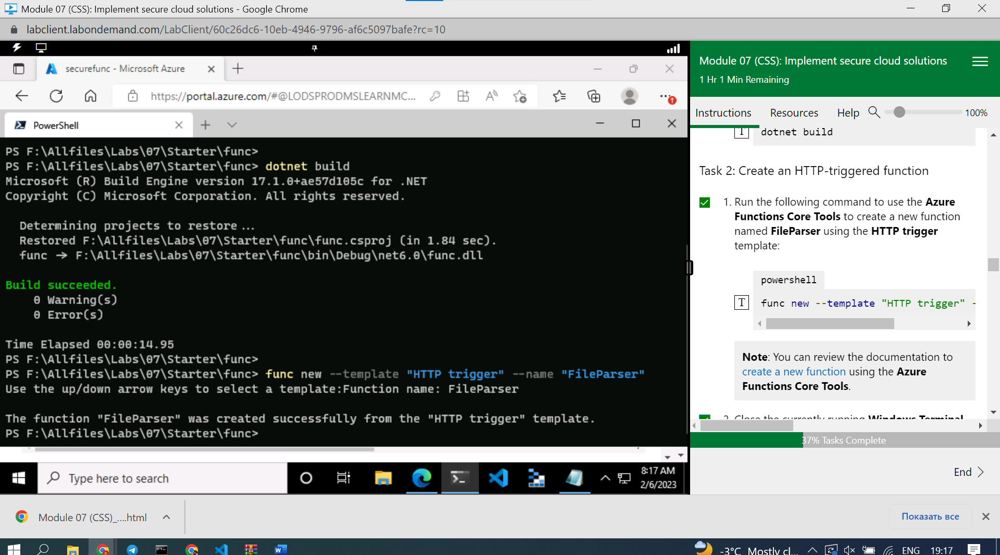 Module 07 (CSS): Implement secure cloud solutions - Google Chrome
labclient.labondemand.com/LabClient/60c26dc6-10eb-4946-9796-af6c5097bafe?rc=10
securefunc - Microsoft Azure
https://portal.azure.com/#@LODSPRODMSLEARNMC...
PowerShell
PS F:\Allfiles\Labs\07\Starter\func>
PS F:\Allfiles\Labs\07\Starter\func> dotnet build
Microsoft (R) Build Engine version 17.1.0+ae57d105c for .NET
Copyright (C) Microsoft Corporation. All rights reserved.
Determining projects to restore...
Restored F:\Allfiles\Labs\07\Starter\func\func.csproj (in 1.84 sec).
func -> F:\Allfiles\Labs\07\Starter\func\bin\Debug\net6.0\func.dll
Build succeeded.
0 Warning(s)
0 Error(s)
Time Elapsed 00:00:14.95
PS F:\Allfiles\Labs\07\Starter\func>
PS F:\Allfiles\Labs\07\Starter\func> func new --template "HTTP trigger" --name "FileParser"
Use the up/down arrow keys to select a template:Function name: FileParser
The function "FileParser" was created successfully from the "HTTP trigger" template.
PS F:\Allfiles\Labs\07\Starter\func>
Type here to search
8:17 AM
2/6/2023
Module 07 (CSS): Implement secure cloud solutions
1 Hr 1 Min Remaining
Instructions Resources Help 100%
T dotnet build
Task 2: Create an HTTP-triggered function
1. Run the following command to use the Azure
Functions Core Tools to create a new function
named FileParser using the HTTP trigger
template:
powershell
T func new --template "HTTP trigger" -
Note: You can review the documentation to
create a new function using the Azure
Functions Core Tools.
2. Close the currently running Windows Terminal
37% Tasks Complete
End
Module 07 (CSS)_....html
Показать все
-3°C Mostly cl... ENG 19:17